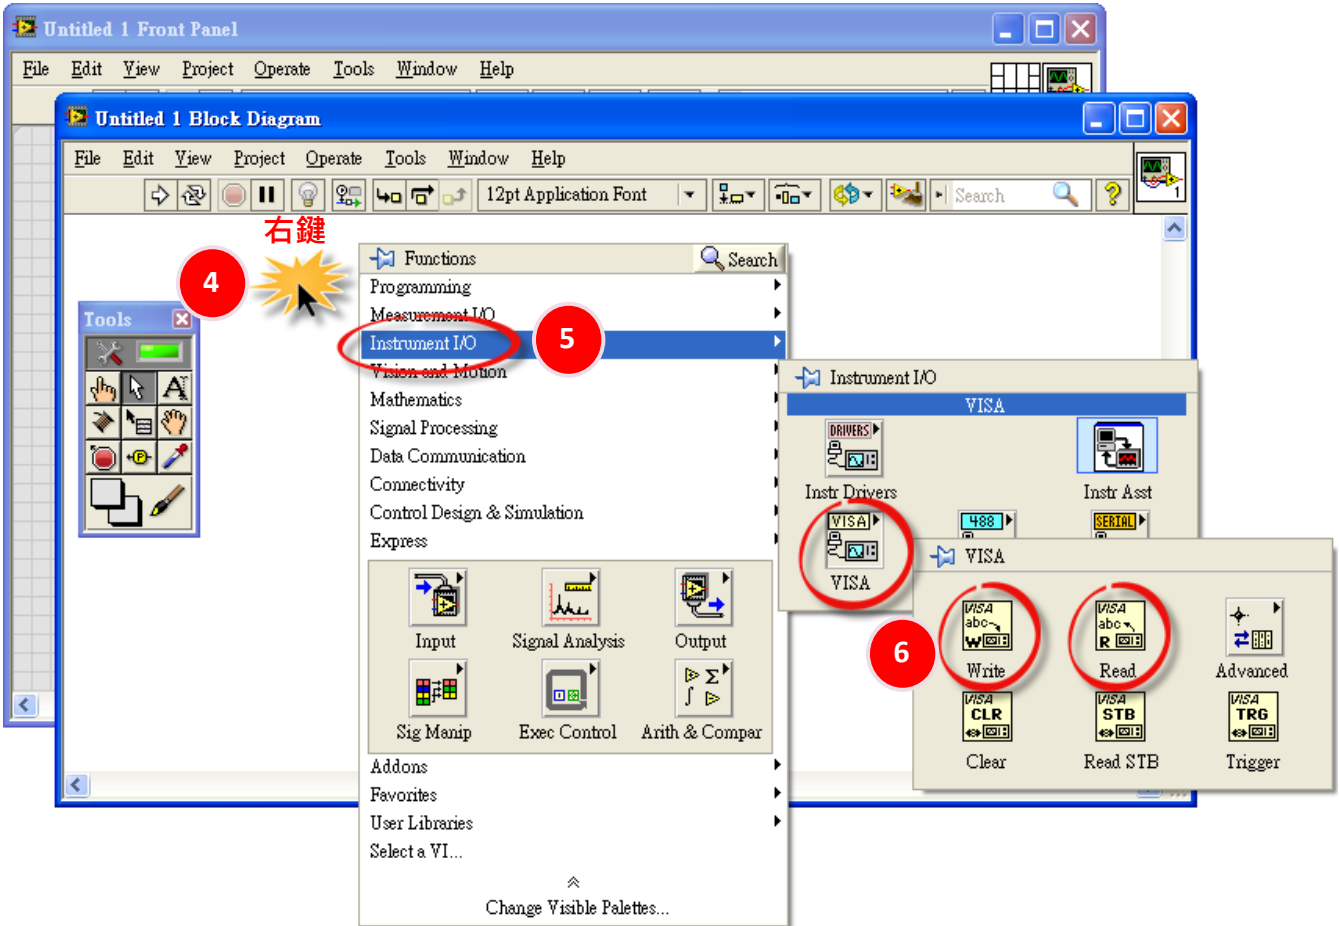 Untitled 1 Front Panel
File Edit View Project Operate Tools Window Help
Untitled 1 Block Diagram
File Edit View Project Operate Tools Window Help
12pt Application Font
Search
?
1
右鍵
4
Functions
Search
Programming
Measurement I/O
Instrument I/O
5
Vision and Motion
Mathematics
Signal Processing
Data Communication
Connectivity
Control Design & Simulation
Express
Input Signal Analysis Output
Sig Manip Exec Control Arith & Compar
Addons
Favorites
User Libraries
Select a VI...
Change Visible Palettes...
Tools
A
P
Instrument I/O
VISA
DRIVERS
Instr Drivers Instr Asst
VISA 488 SERIAL
VISA
6
VISA
VISA abc W
VISA abc R
Write Read Advanced
VISA CLR
VISA STB
VISA TRG
Clear Read STB Trigger